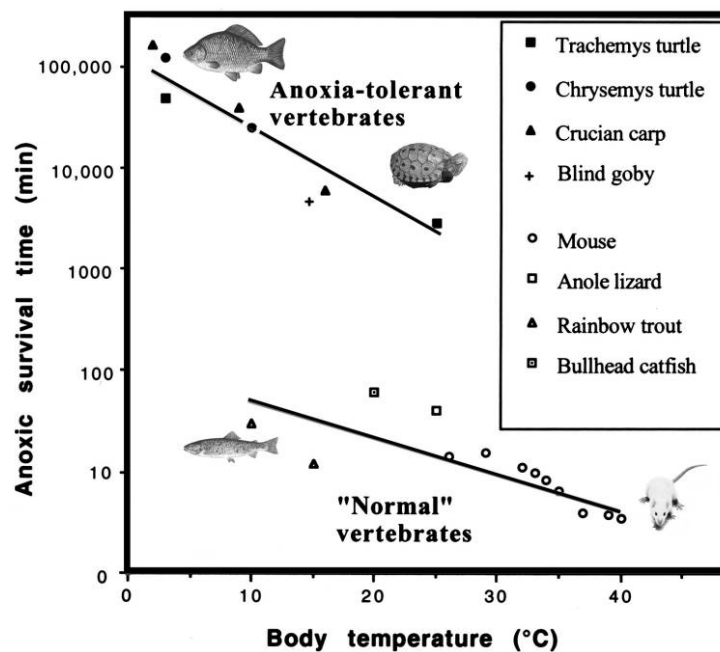 100,000
10,000
1000
100
10
0
Anoxic survival time (min)
Anoxia-tolerant
vertebrates
"Normal"
vertebrates
Trachemys turtle
Chrysemys turtle
Crucian carp
Blind goby
Mouse
Anole lizard
Rainbow trout
Bullhead catfish
0 10 20 30 40
Body temperature (°C)